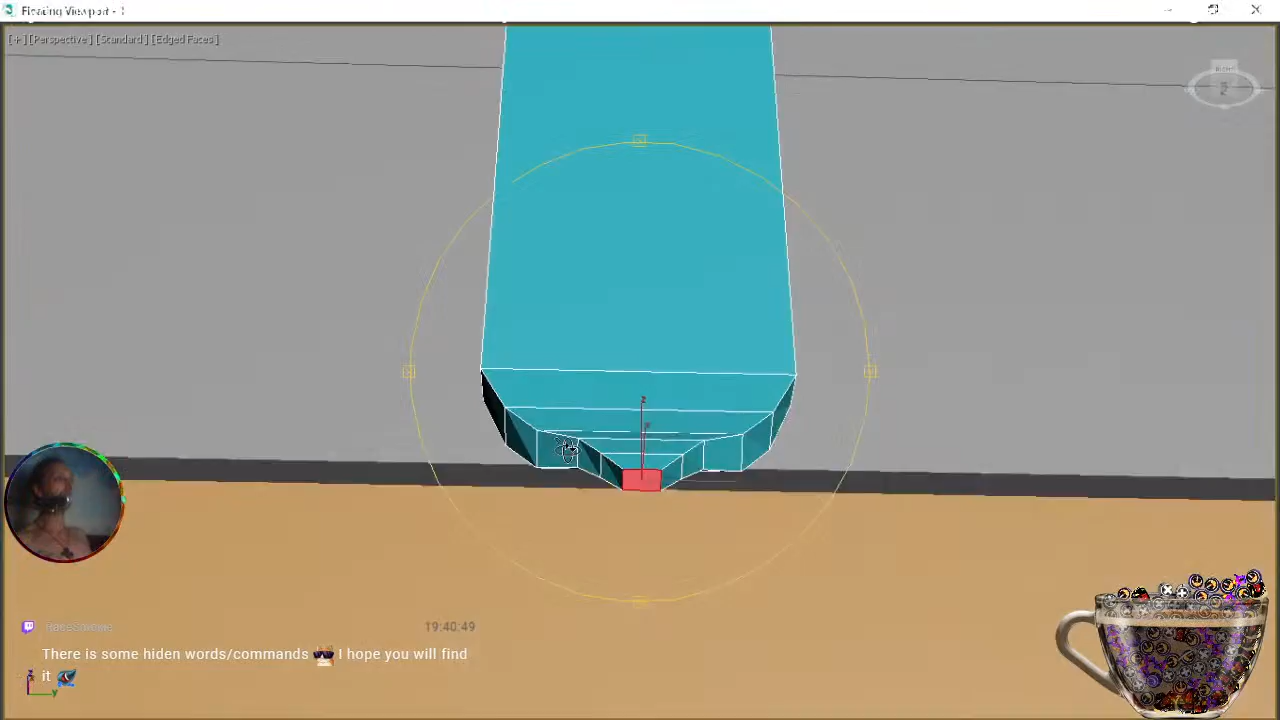 Floating Viewport - 1
[+] [Perspective] [Standard] [Edged Faces]
RIGHT
z
y
19:40:49
There is some hiden words/commands I hope you will find
it
y